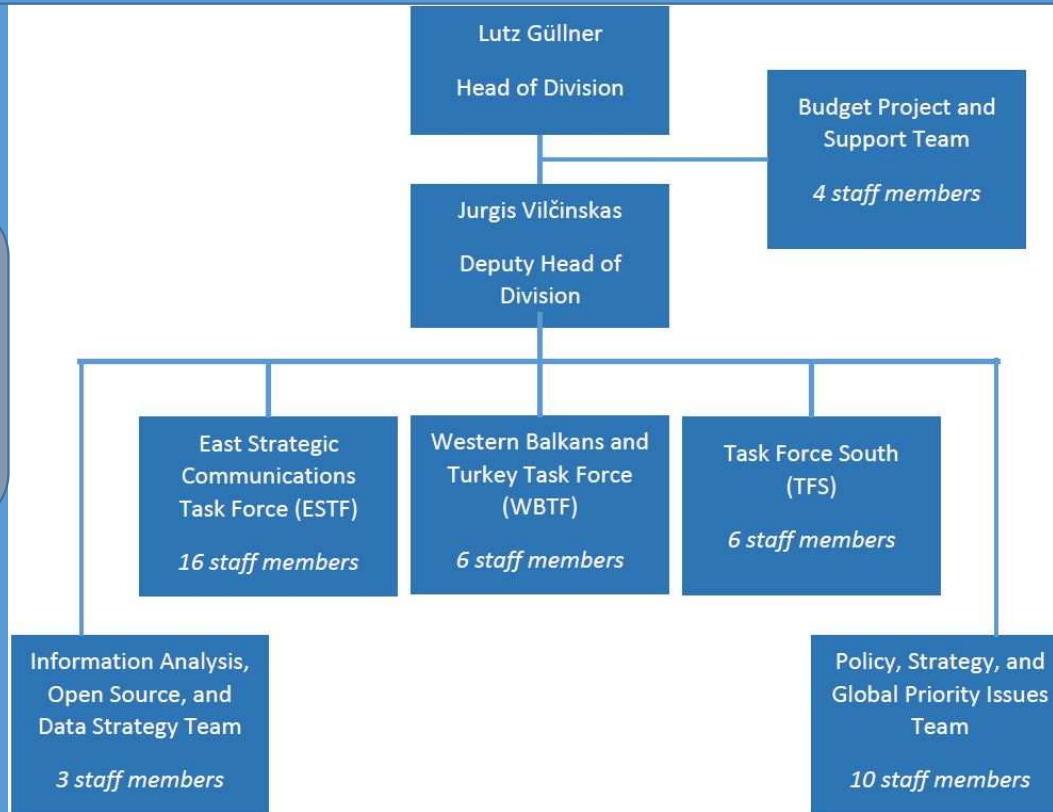 Lutz Güllner
Head of Division
Budget Project and
Support Team
4 staff members
Jurgis Vilčinskas
Deputy Head of
Division
East Strategic
Communications
Task Force (ESTF)
16 staff members
Western Balkans and
Turkey Task Force
(WBTF)
6 staff members
Task Force South
(TFS)
6 staff members
Information Analysis,
Open Source, and
Data Strategy Team
3 staff members
Policy, Strategy, and
Global Priority Issues
Team
10 staff members